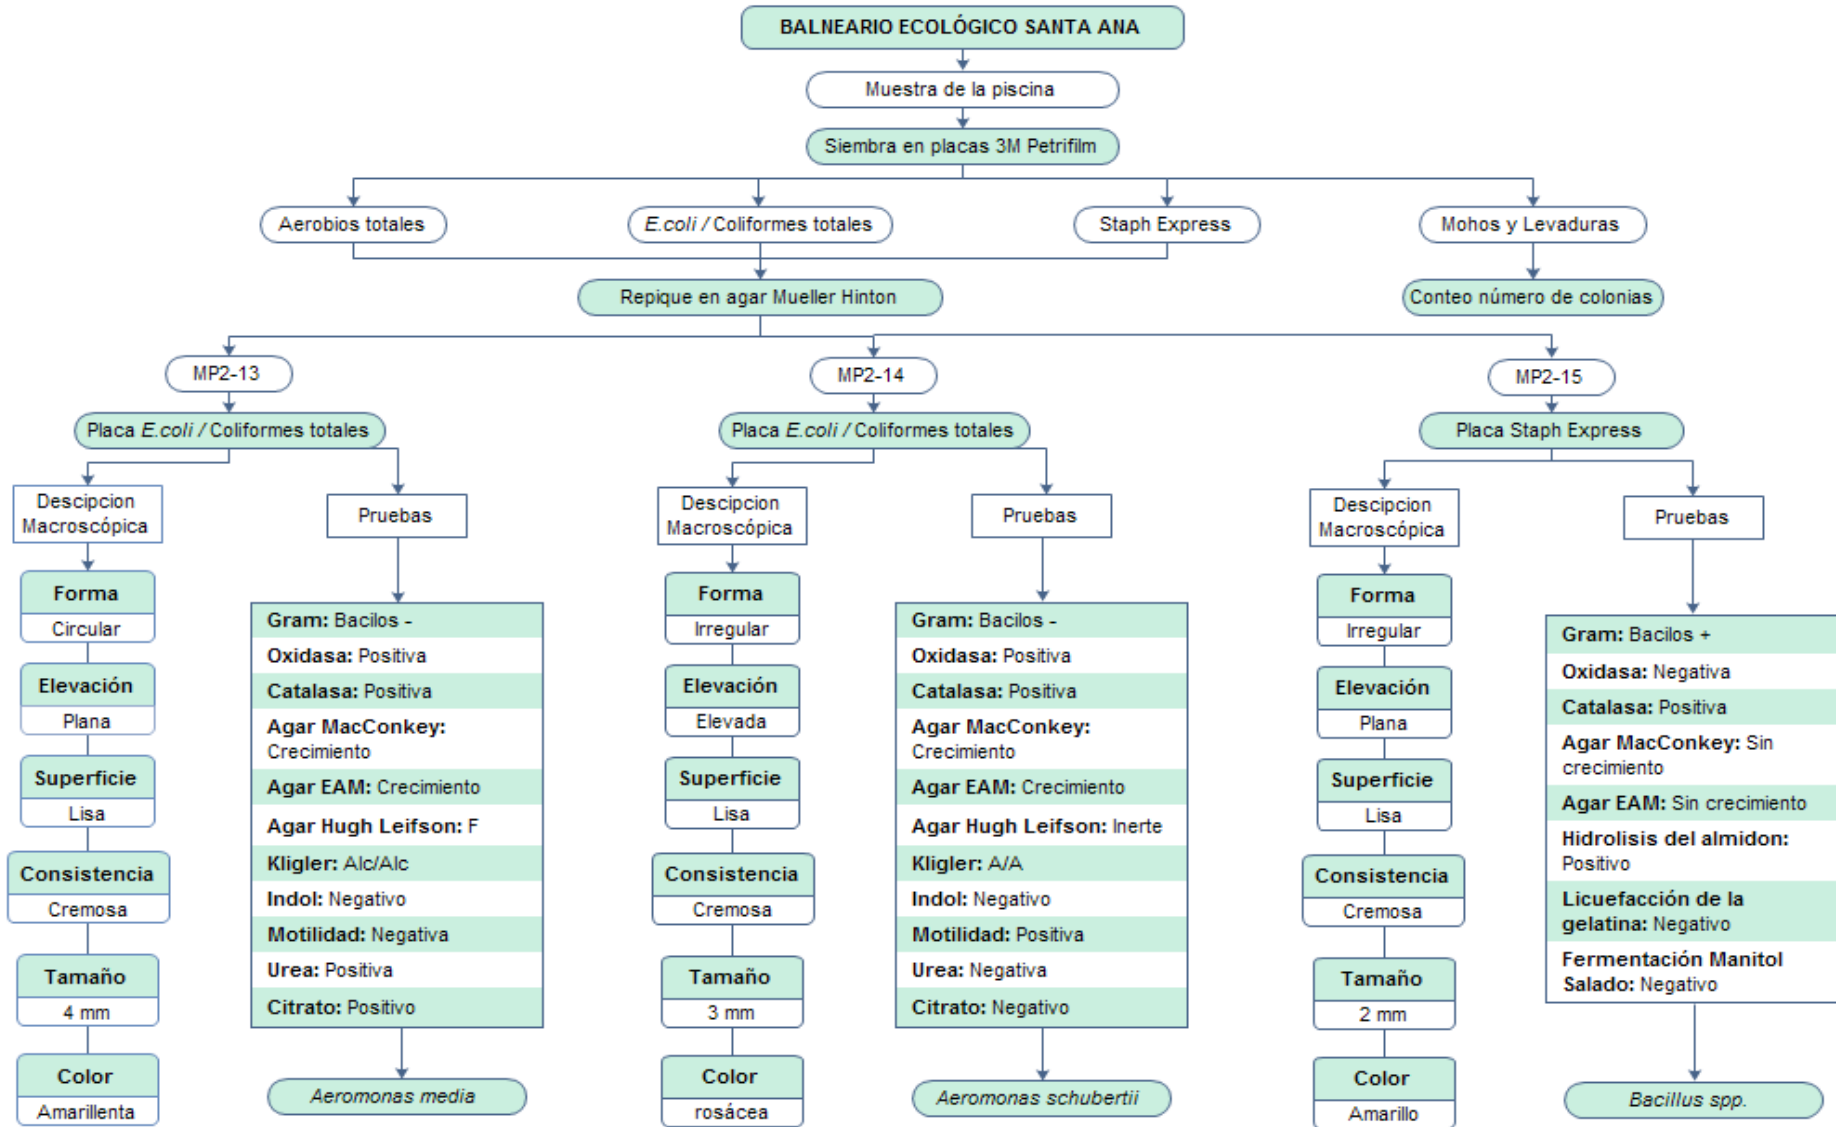 BALNEARIO ECOLÓGICO SANTA ANA
Muestra de la piscina
Siembra en placas 3M Petrifilm
Aerobios totales
E.coli / Coliformes totales
Staph Express
Mohos y Levaduras
Repique en agar Mueller Hinton
Conteo número de colonias
MP2-13
Placa E.coli / Coliformes totales
Descipcion
Macroscópica
Forma
Circular
Elevación
Plana
Superficie
Lisa
Consistencia
Cremosa
Tamaño
4 mm
Color
Amarillenta
Pruebas
Gram: Bacilos -
Oxidasa: Positiva
Catalasa: Positiva
Agar MacConkey:
Crecimiento
Agar EAM: Crecimiento
Agar Hugh Leifson: F
Kligler: Alc/Alc
Indol: Negativo
Motilidad: Negativa
Urea: Positiva
Citrato: Positivo
Aeromonas media
MP2-14
Placa E.coli / Coliformes totales
Descipcion
Macroscópica
Forma
Irregular
Elevación
Elevada
Superficie
Lisa
Consistencia
Cremosa
Tamaño
3 mm
Color
rosácea
Pruebas
Gram: Bacilos -
Oxidasa: Positiva
Catalasa: Positiva
Agar MacConkey:
Crecimiento
Agar EAM: Crecimiento
Agar Hugh Leifson: Inerte
Kligler: A/A
Indol: Negativo
Motilidad: Positiva
Urea: Negativa
Citrato: Negativo
Aeromonas schubertii
MP2-15
Placa Staph Express
Descipcion
Macroscópica
Forma
Irregular
Elevación
Plana
Superficie
Lisa
Consistencia
Cremosa
Tamaño
2 mm
Color
Amarillo
Pruebas
Gram: Bacilos +
Oxidasa: Negativa
Catalasa: Positiva
Agar MacConkey: Sin
crecimiento
Agar EAM: Sin crecimiento
Hidrolisis del almidon:
Positivo
Licuefacción de la
gelatina: Negativo
Fermentación Manitol
Salado: Negativo
Bacillus spp.